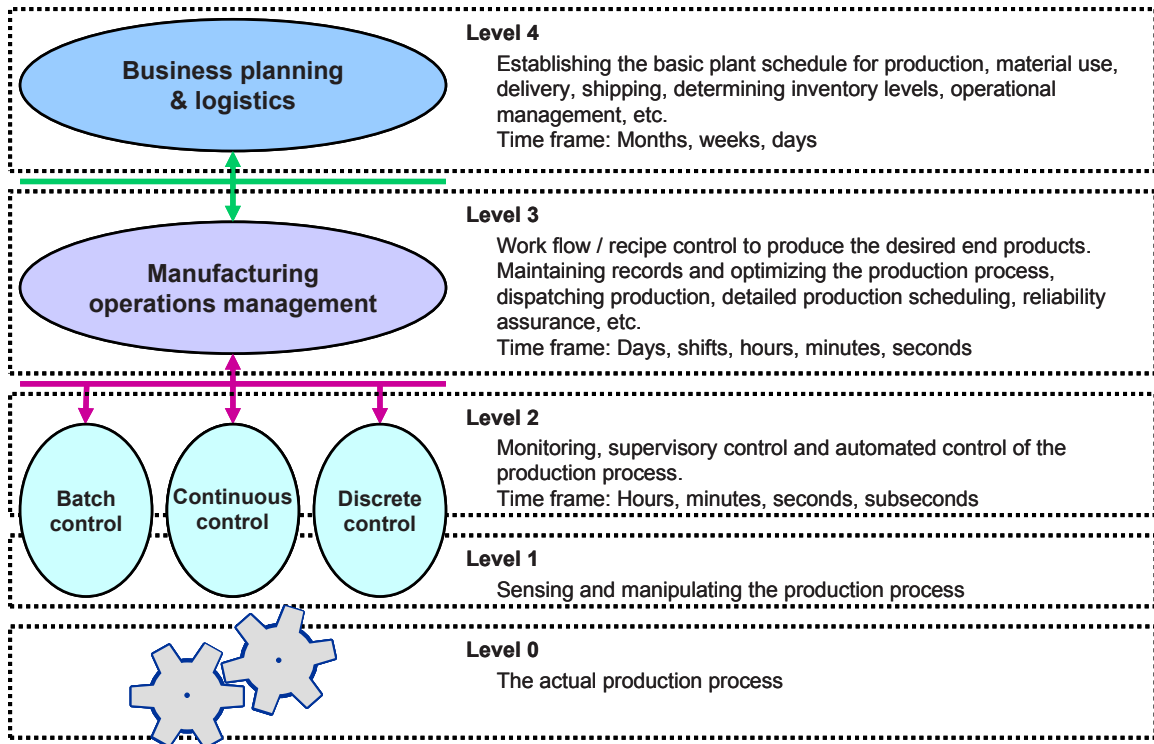 Business planning
& logistics
Level 4
Establishing the basic plant schedule for production, material use,
delivery, shipping, determining inventory levels, operational
management, etc.
Time frame: Months, weeks, days
Manufacturing
operations management
Level 3
Work flow / recipe control to produce the desired end products.
Maintaining records and optimizing the production process,
dispatching production, detailed production scheduling, reliability
assurance, etc.
Time frame: Days, shifts, hours, minutes, seconds
Batch
control
Continuous
control
Discrete
control
Level 2
Monitoring, supervisory control and automated control of the
production process.
Time frame: Hours, minutes, seconds, subseconds
Level 1
Sensing and manipulating the production process
Level 0
The actual production process